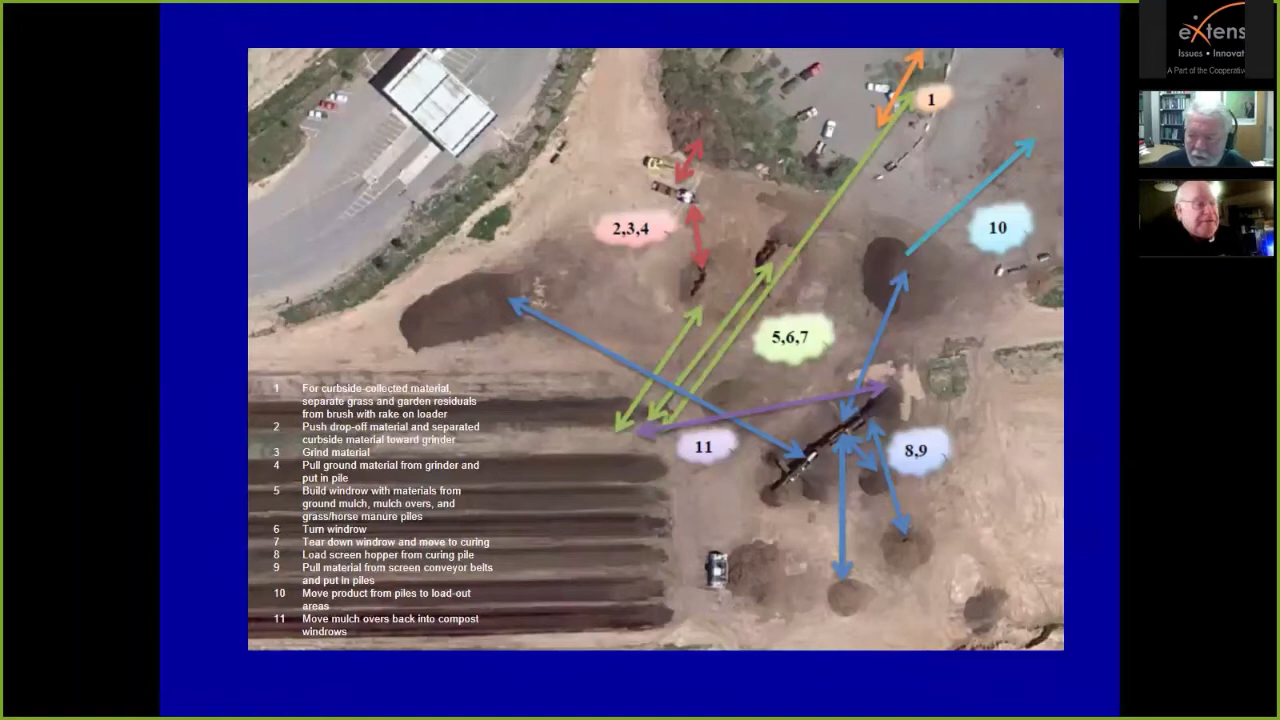 eXtens
Issues • Innovat
A Part of the Cooperativ
1
10
2,3,4
5,6,7
11
8,9
1 For curbside-collected material,
separate grass and garden residuals
from brush with rake on loader
2 Push drop-off material and separated
curbside material toward grinder
3 Grind material
4 Pull ground material from grinder and
put in pile
5 Build windrow with materials from
ground mulch, mulch overs, and
grass/horse manure piles
6 Turn windrow
7 Tear down windrow and move to curing
8 Load screen hopper from curing pile
9 Pull material from screen conveyor belts
and put in piles
10 Move product from piles to load-out
areas
11 Move mulch overs back into compost
windrows